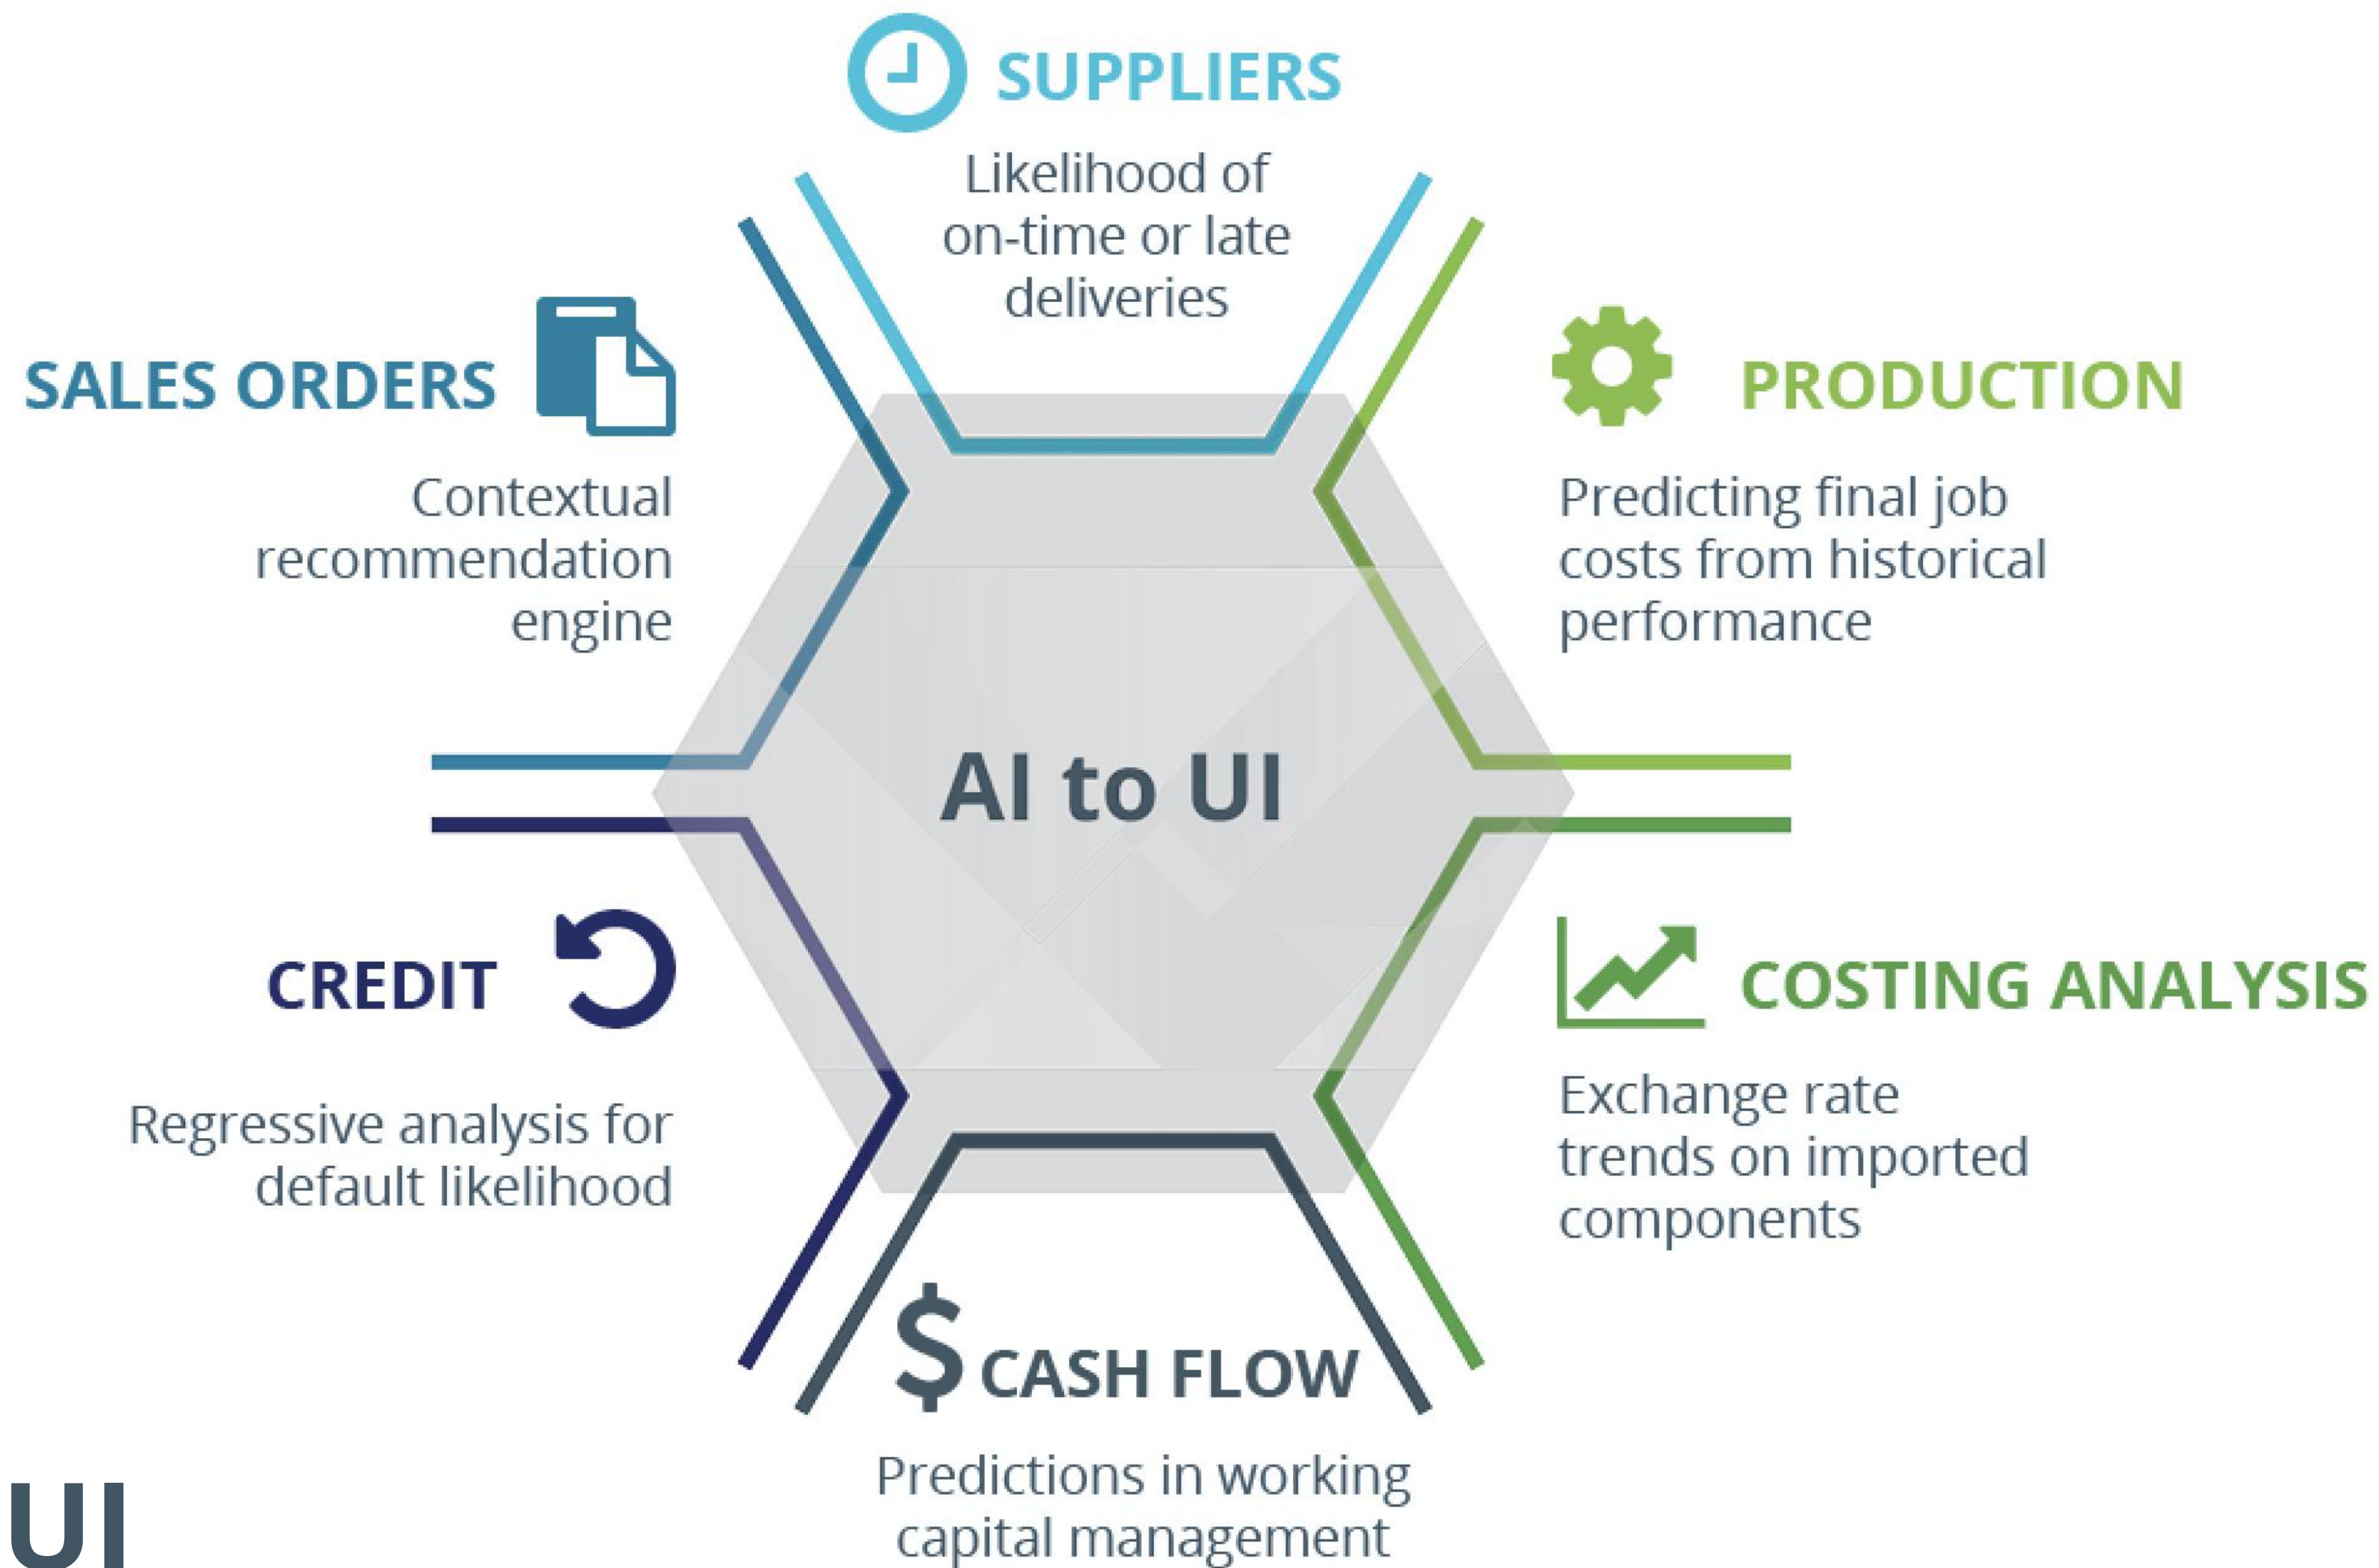 SUPPLIERS
Likelihood of
on-time or late
deliveries
SALES ORDERS
Contextual
recommendation
engine
PRODUCTION
Predicting final job
costs from historical
performance
AI to UI
CREDIT
Regressive analysis for
default likelihood
COSTING ANALYSIS
Exchange rate
trends on imported
components
$ CASH FLOW
Predictions in working
capital management
UI